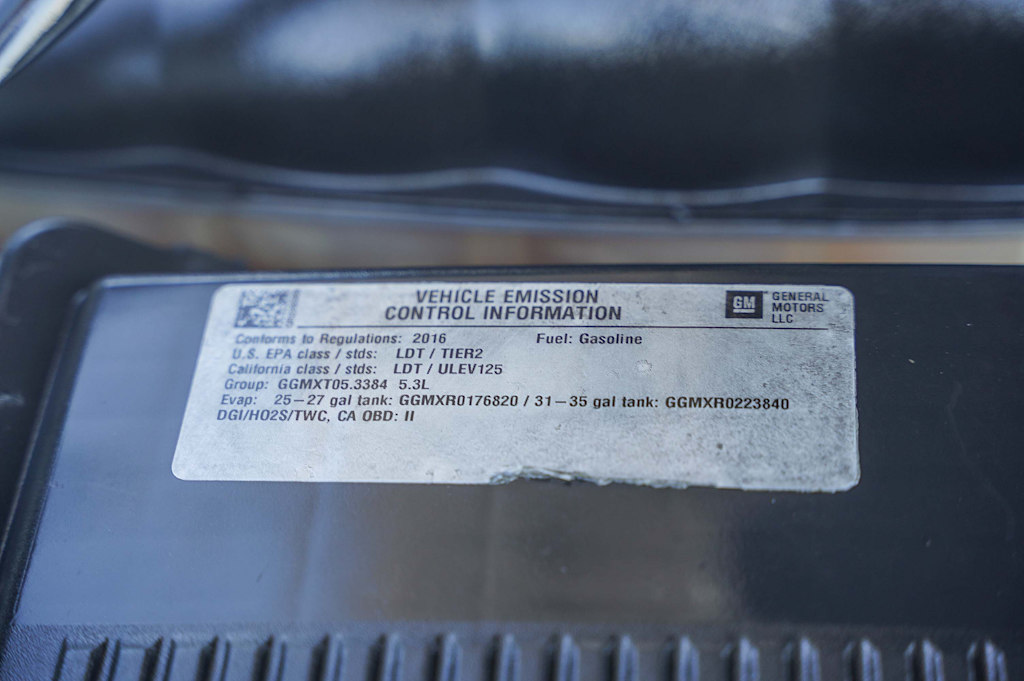 VEHICLE EMISSION
CONTROL INFORMATION
GM
GENERAL
MOTORS
LLC
Conforms to Regulations: 2016 Fuel: Gasoline
U.S. EPA class / stds: LDT / TIER2
California class / stds: LDT / ULEV125
Group: GGMXT05.3384 5.3L
Evap: 25-27 gal tank: GGMXR0176820 / 31-35 gal tank: GGMXR0223840
DGI/HO2S/TWC, CA OBD: II